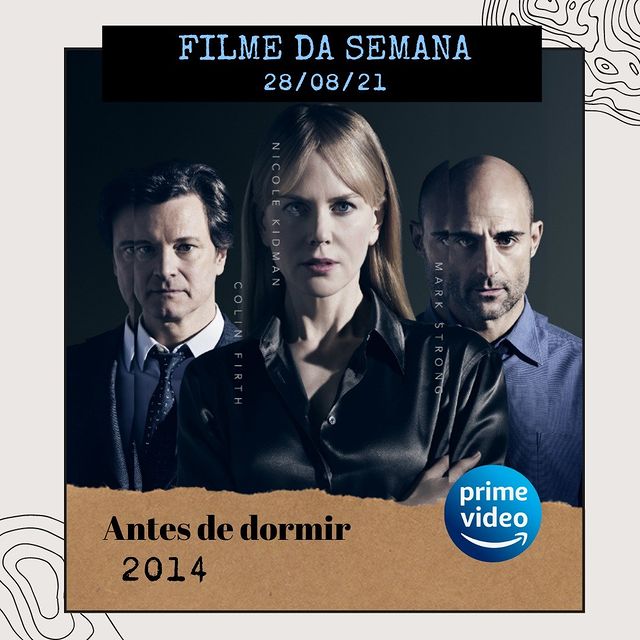 FILME DA SEMANA
28/08/21
NICOLE KIDMAN
COLIN FIRTH
MARK STRONG
prime
video
Antes de dormir
2014